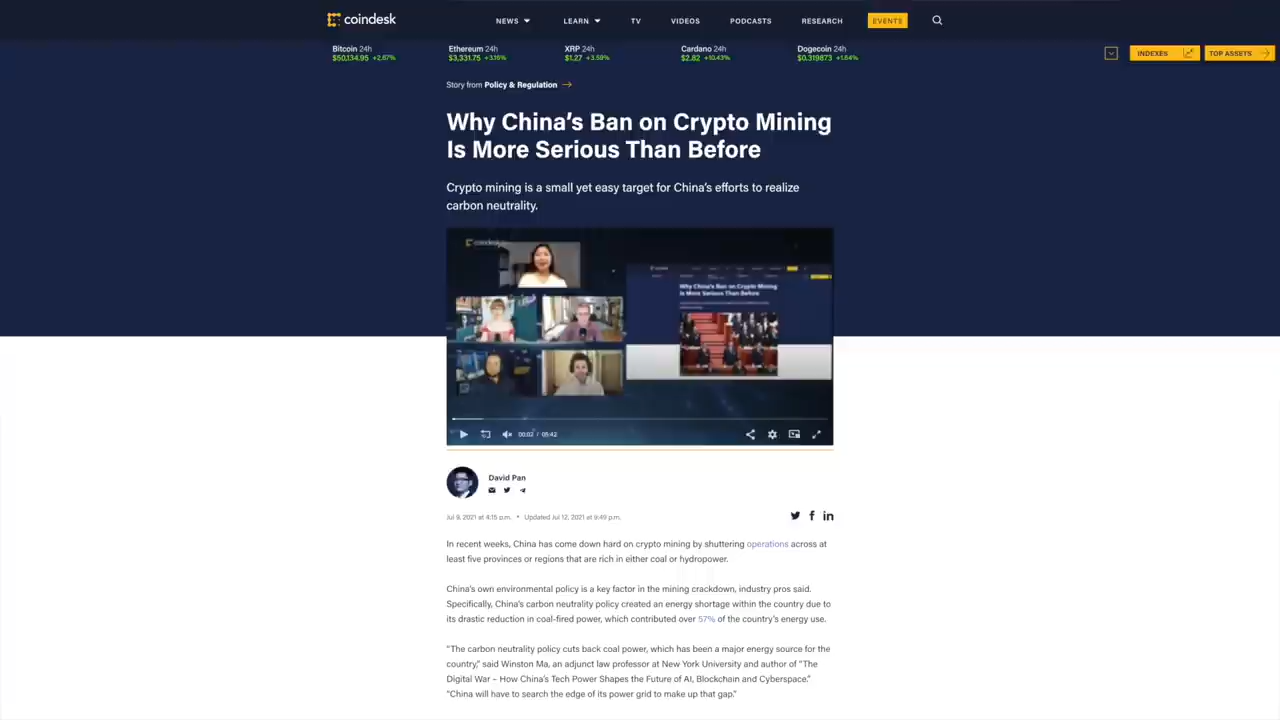 coindesk
NEWS LEARN TV VIDEOS PODCASTS RESEARCH EVENTS
Bitcoin 24h Ethereum 24h XRP 24h Cardano 24h Dogecoin 24h
$50,134.95 +2.67% $3,331.75 +3.15% $1.27 +3.59% $2.82 +10.43% $0.319873 +1.64%
INDEXES TOP ASSETS
Story from Policy & Regulation
Why China's Ban on Crypto Mining
Is More Serious Than Before
Crypto mining is a small yet easy target for China's efforts to realize
carbon neutrality.
coindesk
Why China's Ban on Crypto Mining
Is More Serious Than Before
00:02 / 05:42
David Pan
Jul 9, 2021 at 4:15 p.m. • Updated Jul 12, 2021 at 9:49 p.m.
In recent weeks, China has come down hard on crypto mining by shuttering operations across at
least five provinces or regions that are rich in either coal or hydropower.
China's own environmental policy is a key factor in the mining crackdown, industry pros said.
Specifically, China's carbon neutrality policy created an energy shortage within the country due to
its drastic reduction in coal-fired power, which contributed over 57% of the country's energy use.
"The carbon neutrality policy cuts back coal power, which has been a major energy source for the
country," said Winston Ma, an adjunct law professor at New York University and author of "The
Digital War – How China's Tech Power Shapes the Future of AI, Blockchain and Cyberspace."
"China will have to search the edge of its power grid to make up that gap."